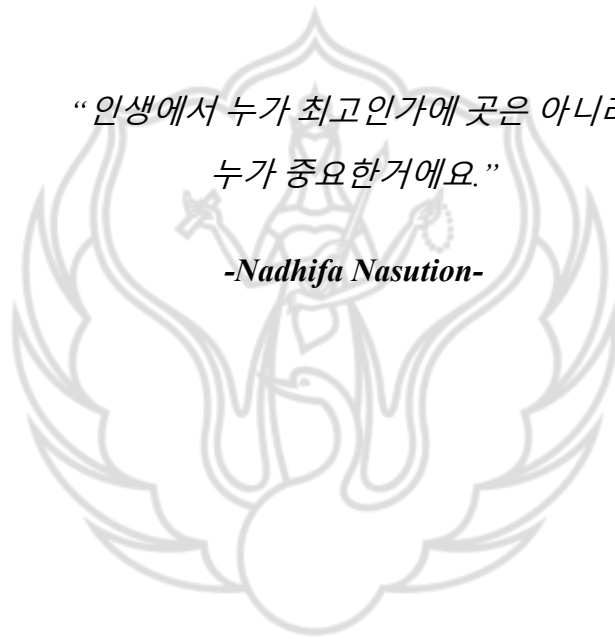 “인생에서 누가 최고인가에 곳은 아니라
누가 중요한거에요.”
-Nadhifa Nasution-